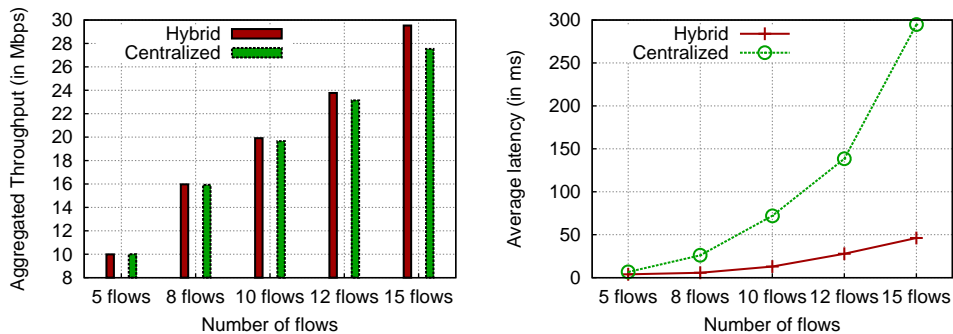 Aggregated Throughput (in Mbps)
30
28
26
24
22
20
18
16
14
12
10
8
Hybrid
Centralized
5 flows 8 flows 10 flows 12 flows 15 flows
Number of flows
Average latency (in ms)
300
250
200
150
100
50
0
Hybrid
Centralized
5 flows 8 flows 10 flows 12 flows 15 flows
Number of flows